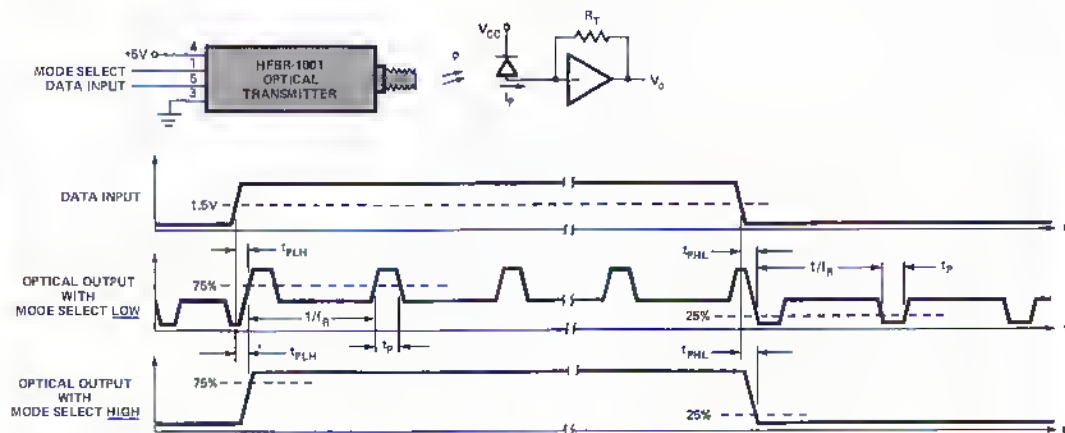 +5V
4
MODE SELECT
1
DATA INPUT
5
3
HFBR-1001
OPTICAL
TRANSMITTER
VCC
RT
IP
Vo
DATA INPUT
1.5V
tPLH
tPHL
OPTICAL OUTPUT
WITH
MODE SELECT LOW
75%
1/fR
tP
25%
1/fR
tP
tPLH
tPHL
OPTICAL OUTPUT
WITH
MODE SELECT HIGH
75%
25%